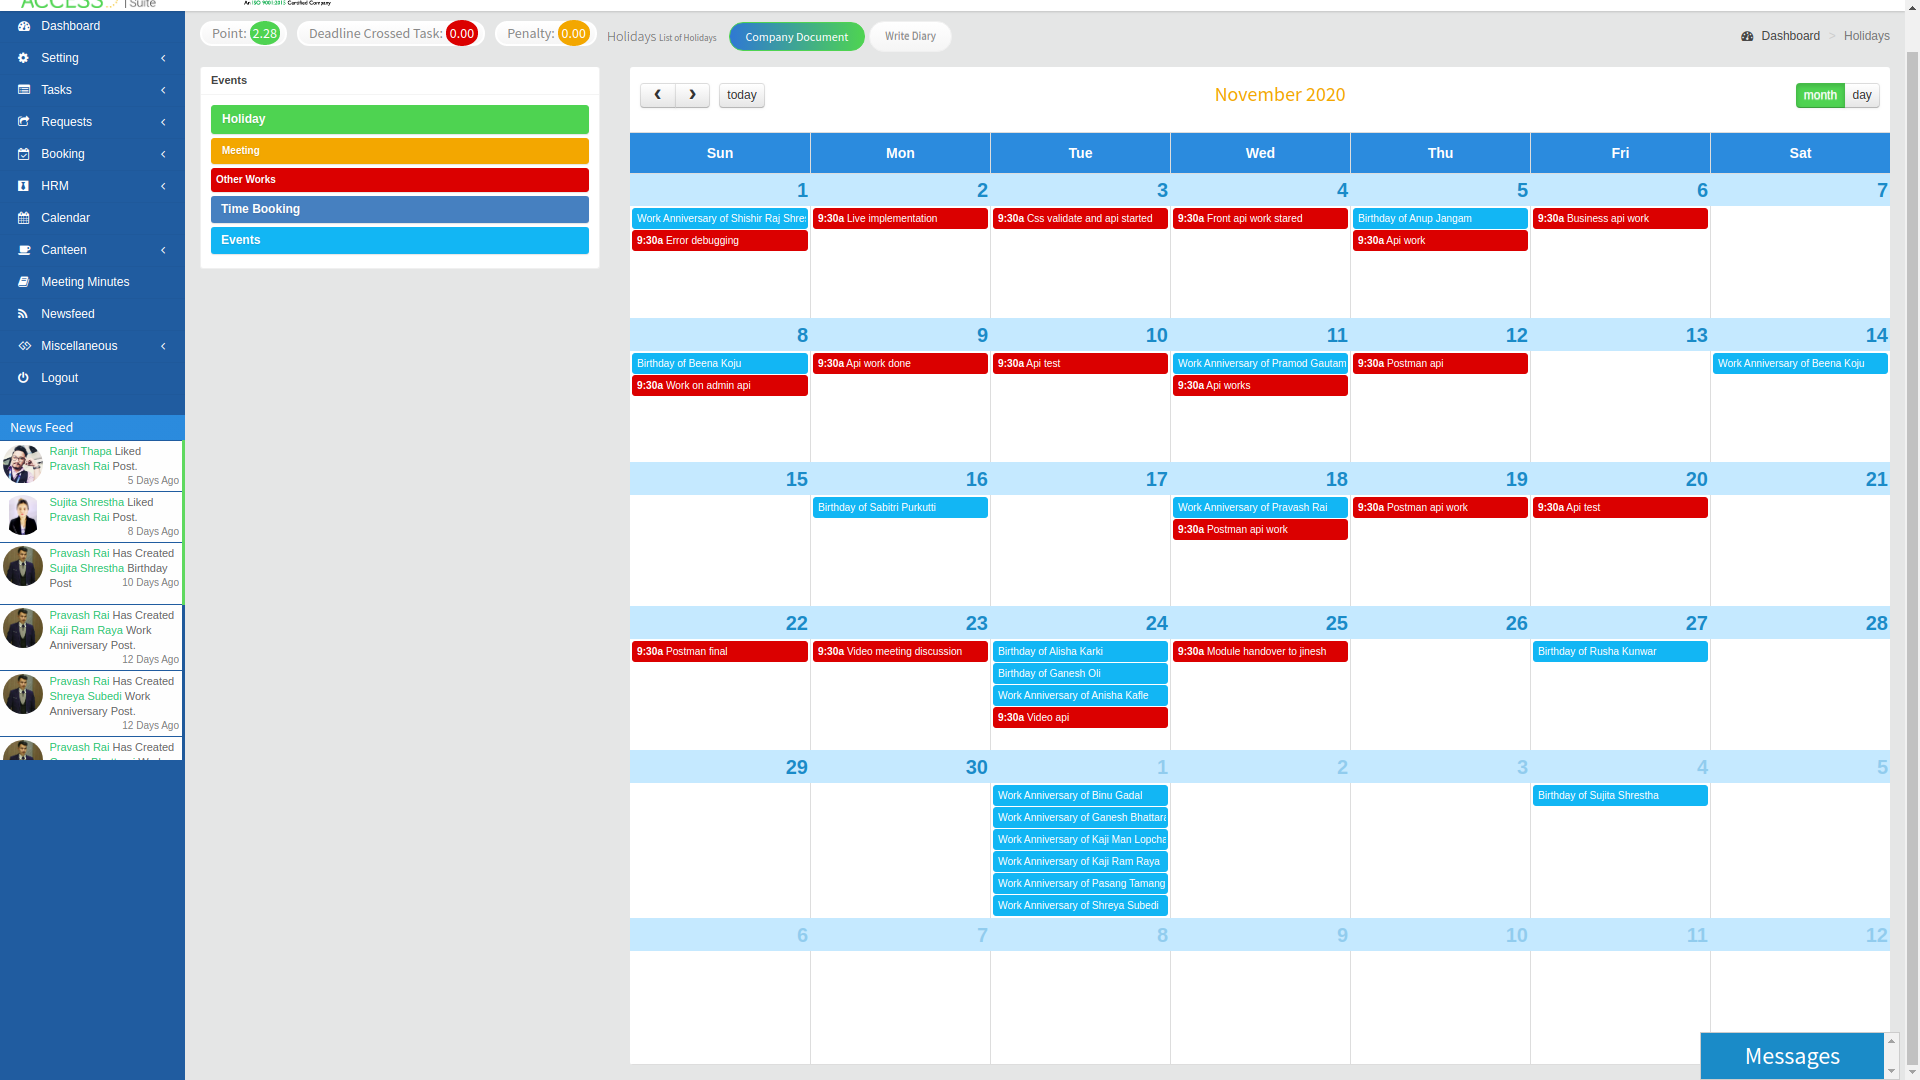 ACCESS | Suite
An ISO 9001:2015 Certified Company
Dashboard
Setting
Tasks
Requests
Booking
HRM
Calendar
Canteen
Meeting Minutes
Newsfeed
Miscellaneous
Logout
News Feed
Ranjit Thapa Liked
Pravash Rai Post.
5 Days Ago
Sujita Shrestha Liked
Pravash Rai Post.
8 Days Ago
Pravash Rai Has Created
Sujita Shrestha Birthday
Post 10 Days Ago
Pravash Rai Has Created
Kaji Ram Raya Work
Anniversary Post.
12 Days Ago
Pravash Rai Has Created
Shreya Subedi Work
Anniversary Post.
12 Days Ago
Pravash Rai Has Created
Point: 2.28 Deadline Crossed Task: 0.00 Penalty: 0.00 Holidays List of Holidays Company Document Write Diary
Dashboard > Holidays
Events
Holiday
Meeting
Other Works
Time Booking
Events
today November 2020 month day
Sun Mon Tue Wed Thu Fri Sat
1 2 3 4 5 6 7
Work Anniversary of Shishir Raj Shres 9:30a Live implementation 9:30a Css validate and api started 9:30a Front api work stared Birthday of Anup Jangam 9:30a Business api work
9:30a Error debugging 9:30a Api work
8 9 10 11 12 13 14
Birthday of Beena Koju 9:30a Api work done 9:30a Api test Work Anniversary of Pramod Gautam 9:30a Postman api Work Anniversary of Beena Koju
9:30a Work on admin api 9:30a Api works
15 16 17 18 19 20 21
Birthday of Sabitri Purkutti Work Anniversary of Pravash Rai 9:30a Postman api work 9:30a Api test
9:30a Postman api work
22 23 24 25 26 27 28
9:30a Postman final 9:30a Video meeting discussion Birthday of Alisha Karki 9:30a Module handover to jinesh Birthday of Rusha Kunwar
Birthday of Ganesh Oli
Work Anniversary of Anisha Kafle
9:30a Video api
29 30 1 2 3 4 5
Work Anniversary of Binu Gadal Birthday of Sujita Shrestha
Work Anniversary of Ganesh Bhattara
Work Anniversary of Kaji Man Lopcha
Work Anniversary of Kaji Ram Raya
Work Anniversary of Pasang Tamang
Work Anniversary of Shreya Subedi
6 7 8 9 10 11 12
Messages